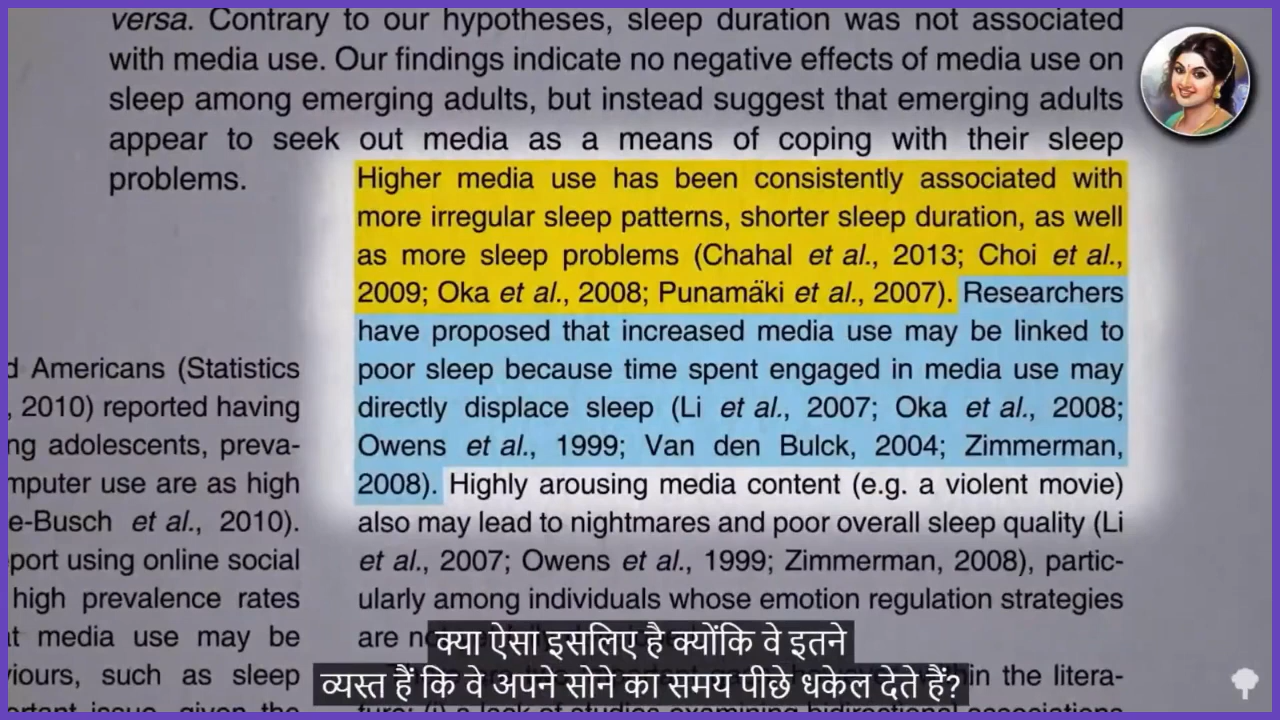 versa. Contrary to our hypotheses, sleep duration was not associated
with media use. Our findings indicate no negative effects of media use on
sleep among emerging adults, but instead suggest that emerging adults
appear to seek out media as a means of coping with their sleep
problems.
d Americans (Statistics
, 2010) reported having
ng adolescents, preva-
mputer use are as high
e-Busch et al., 2010).
port using online social
high prevalence rates
at media use may be
iours, such as sleep
ortant issue, given the
Higher media use has been consistently associated with
more irregular sleep patterns, shorter sleep duration, as well
as more sleep problems (Chahal et al., 2013; Choi et al.,
2009; Oka et al., 2008; Punamäki et al., 2007). Researchers
have proposed that increased media use may be linked to
poor sleep because time spent engaged in media use may
directly displace sleep (Li et al., 2007; Oka et al., 2008;
Owens et al., 1999; Van den Bulck, 2004; Zimmerman,
2008). Highly arousing media content (e.g. a violent movie)
also may lead to nightmares and poor overall sleep quality (Li
et al., 2007; Owens et al., 1999; Zimmerman, 2008), partic-
ularly among individuals whose emotion regulation strategies
are
in the litera-
क्या ऐसा इसलिए है क्योंकि वे इतने
व्यस्त हैं कि वे अपने सोने का समय पीछे धकेल देते हैं?